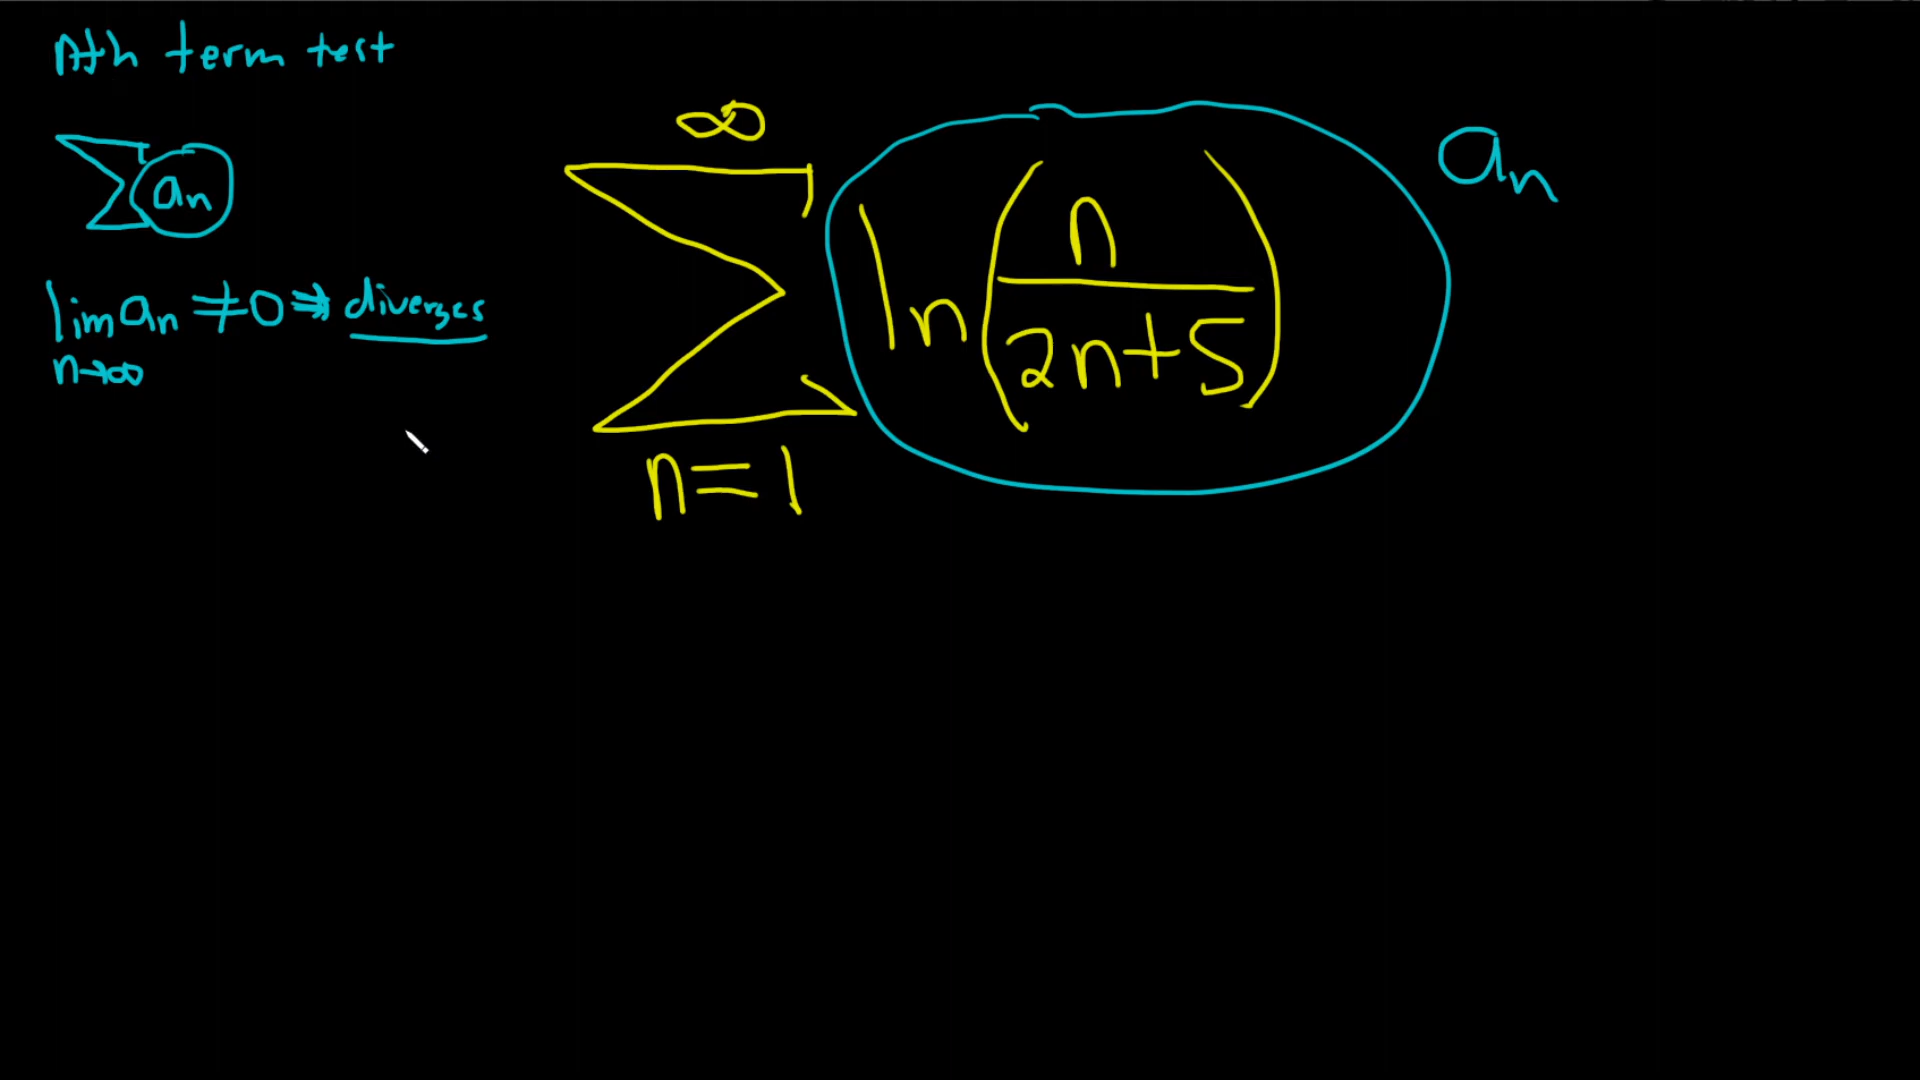 nth term test
∑ aₙ
lim aₙ ≠ 0 ⇒ diverges
n→∞
∞
∑ ln(n/(2n+5))
n=1
aₙ